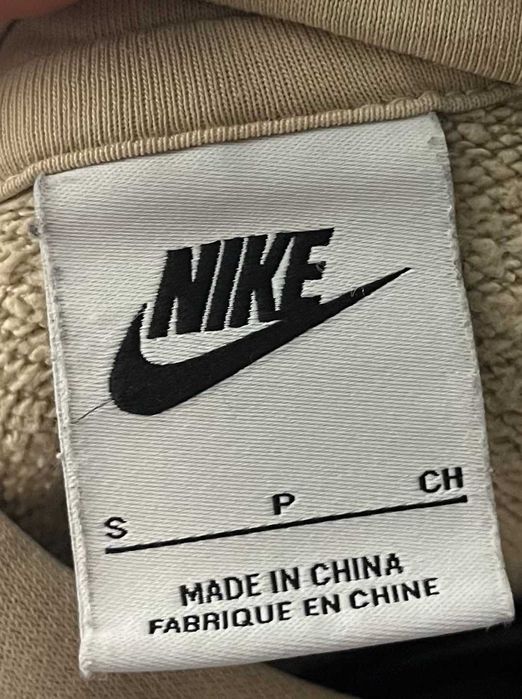 NIKE
S P CH
MADE IN CHINA
FABRIQUE EN CHINE